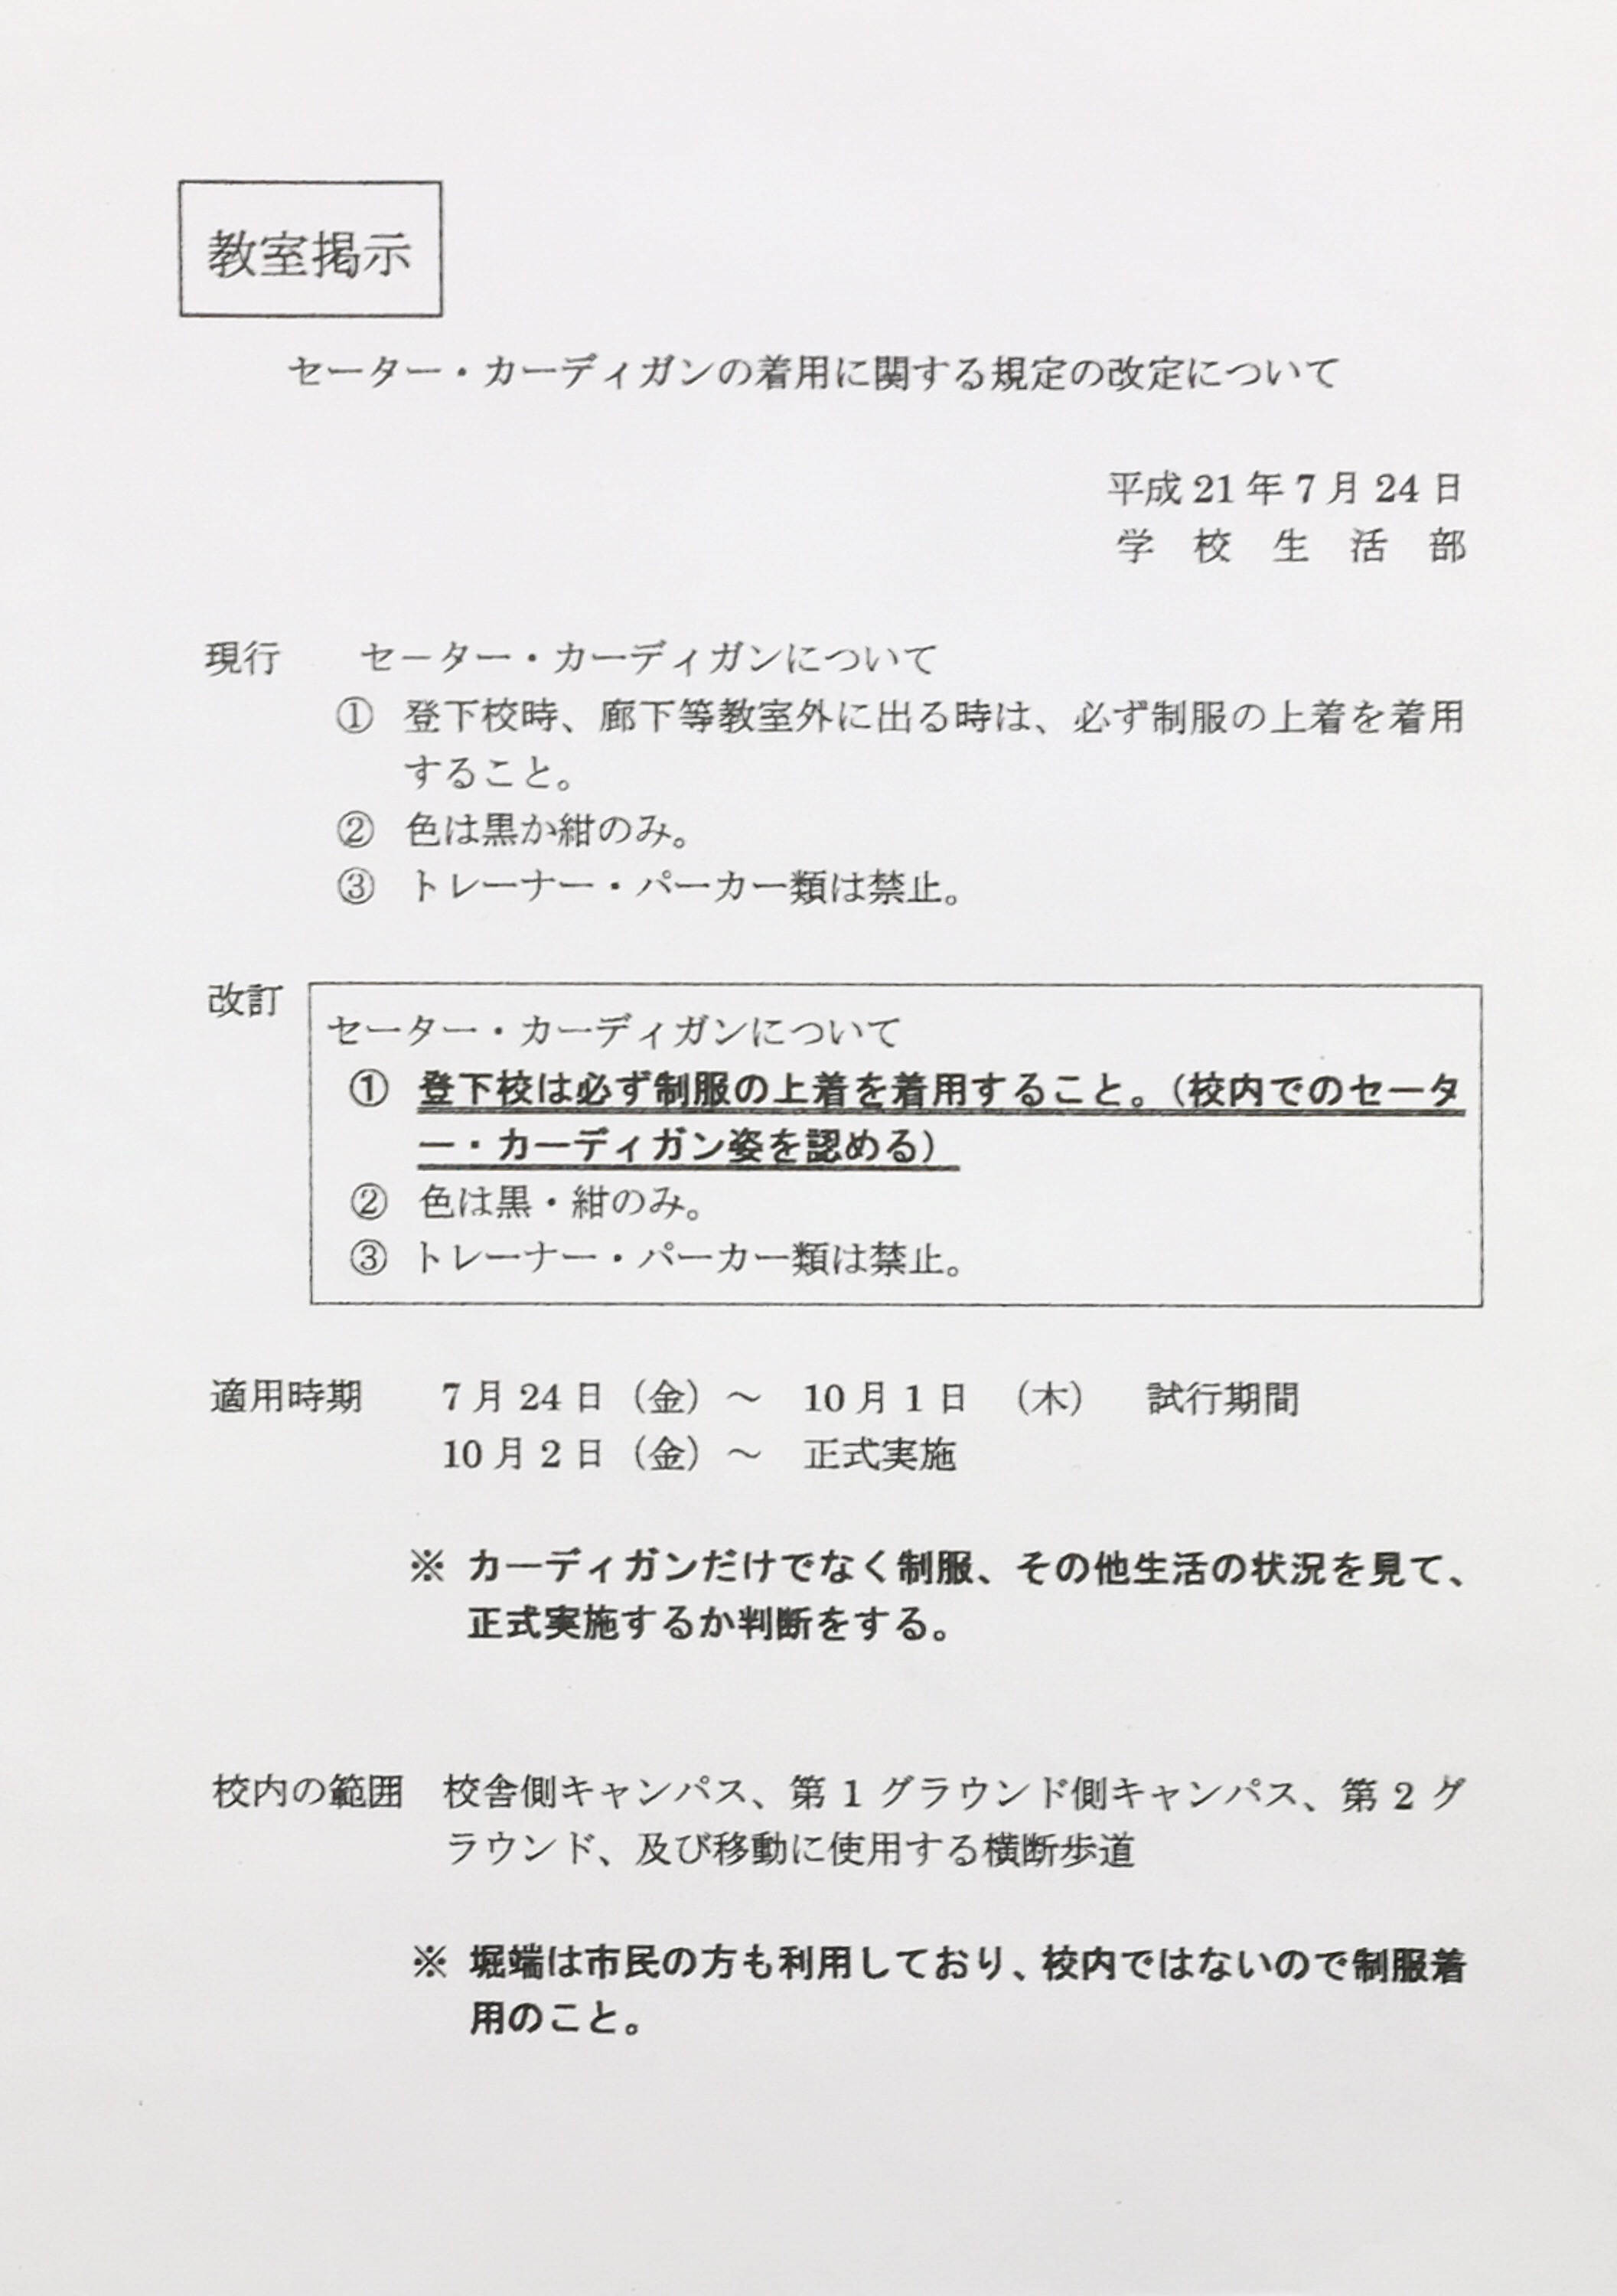 教室掲示
セーター・カーディガンの着用に関する規定の改定について
平成 21 年 7 月 24 日
学 校 生 活 部
現行 セーター・カーディガンについて
① 登下校時、廊下等教室外に出る時は、必ず制服の上着を着用
すること。
② 色は黒か紺のみ。
③ トレーナー・パーカー類は禁止。
改訂
セーター・カーディガンについて
① 登下校は必ず制服の上着を着用すること。（校内でのセータ
ー・カーディガン姿を認める）
② 色は黒・紺のみ。
③ トレーナー・パーカー類は禁止。
適用時期 7 月 24 日（金）～ 10 月 1 日 （木） 試行期間
10 月 2 日（金）～ 正式実施
※ カーディガンだけでなく制服、その他生活の状況を見て、
正式実施するか判断をする。
校内の範囲 校舎側キャンパス、第 1 グラウンド側キャンパス、第 2 グ
ラウンド、及び移動に使用する横断歩道
※ 堀端は市民の方も利用しており、校内ではないので制服着
用のこと。